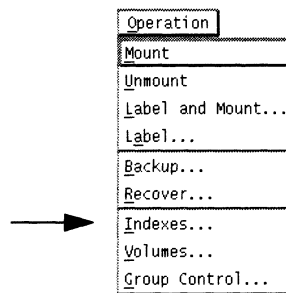 Operation
Mount
Unmount
Label and Mount...
Label...
Backup...
Recover...
Indexes...
Volumes...
Group Control...